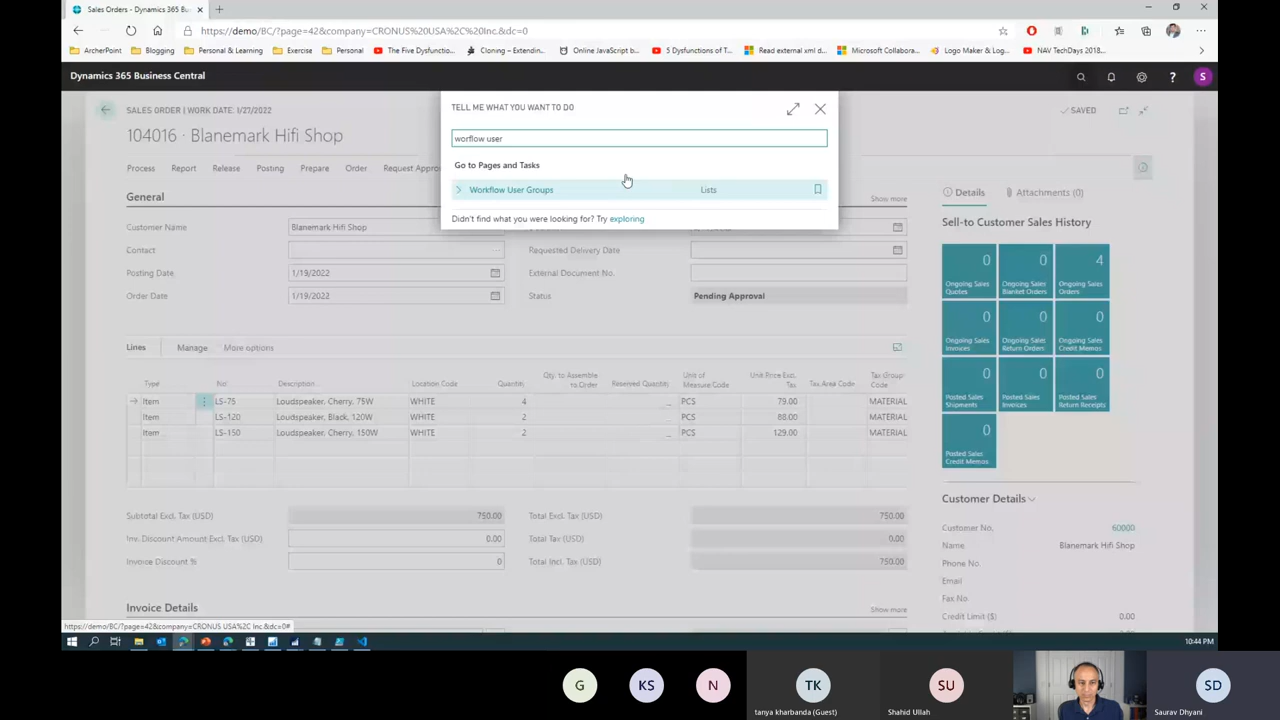 Sales Orders - Dynamics 365 Busin
https://demo/BC/?page=42&company=CRONUS%20USA%2C%20Inc.&dc=0
ArcherPoint
Blogging
Personal & Learning
Exercise
Personal
The Five Dysfunctio...
Cloning – Extendin...
Online JavaScript b...
5 Dysfunctions of T...
Read external xml d...
Microsoft Collabora...
Logo Maker & Log...
NAV TechDays 2018...
Dynamics 365 Business Central
? S
SALES ORDER | WORK DATE: 1/27/2022
SAVED
104016 · Blanemark Hifi Shop
Process Report Release Posting Prepare Order Request Approv
TELL ME WHAT YOU WANT TO DO
worflow user
Go to Pages and Tasks
Workflow User Groups Lists
Didn't find what you were looking for? Try exploring
General
Show more
Customer Name Blanemark Hifi Shop
Contact Requested Delivery Date
Posting Date 1/19/2022 External Document No.
Order Date 1/19/2022 Status Pending Approval
Lines Manage More options
Type No. Description Location Code Quantity Qty. to Assemble to Order Reserved Quantity Unit of Measure Code Unit Price Excl. Tax Tax Area Code Tax Group Code
Item LS-75 Loudspeaker, Cherry, 75W WHITE 4 _ PCS 79.00 MATERIAL
Item LS-120 Loudspeaker, Black, 120W WHITE 2 _ PCS 88.00 MATERIAL
Item LS-150 Loudspeaker, Cherry, 150W WHITE 2 _ PCS 129.00 MATERIAL
Subtotal Excl. Tax (USD) 750.00 Total Excl. Tax (USD) 750.00
Inv. Discount Amount Excl. Tax (USD) 0.00 Total Tax (USD) 0.00
Invoice Discount % 0 Total Incl. Tax (USD) 750.00
Invoice Details
Show more
Details Attachments (0)
Sell-to Customer Sales History
0 Ongoing Sales Quotes
0 Ongoing Sales Blanket Orders
4 Ongoing Sales Orders
0 Ongoing Sales Invoices
0 Ongoing Sales Return Orders
0 Ongoing Sales Credit Memos
0 Posted Sales Shipments
0 Posted Sales Invoices
0 Posted Sales Return Receipts
0 Posted Sales Credit Memos
Customer Details
Customer No. 60000
Name Blanemark Hifi Shop
Phone No.
Email
Fax No.
Credit Limit ($) 0.00
https://demo/BC/?page=42&company=CRONUS USA%2C Inc.&dc=0#
10:44 PM
G
KS
N
TK
tanya kharbanda (Guest)
SU
Shahid Ullah
SD
Saurav Dhyani